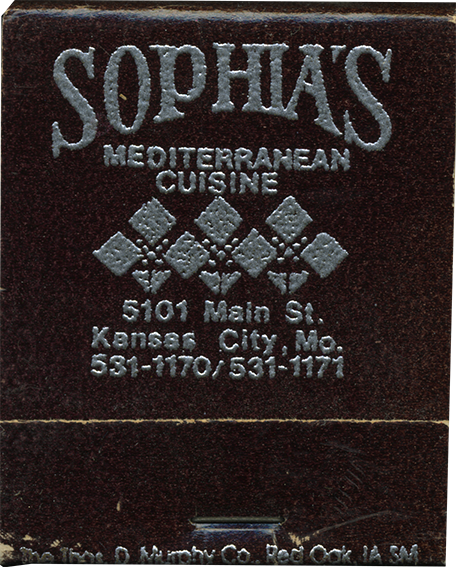 SOPHIA'S
MEDITERRANEAN
CUISINE
5101 Main St.
Kansas City, Mo.
531-1170/531-1171
The Thos. D. Murphy Co. Red Oak, IA 5M